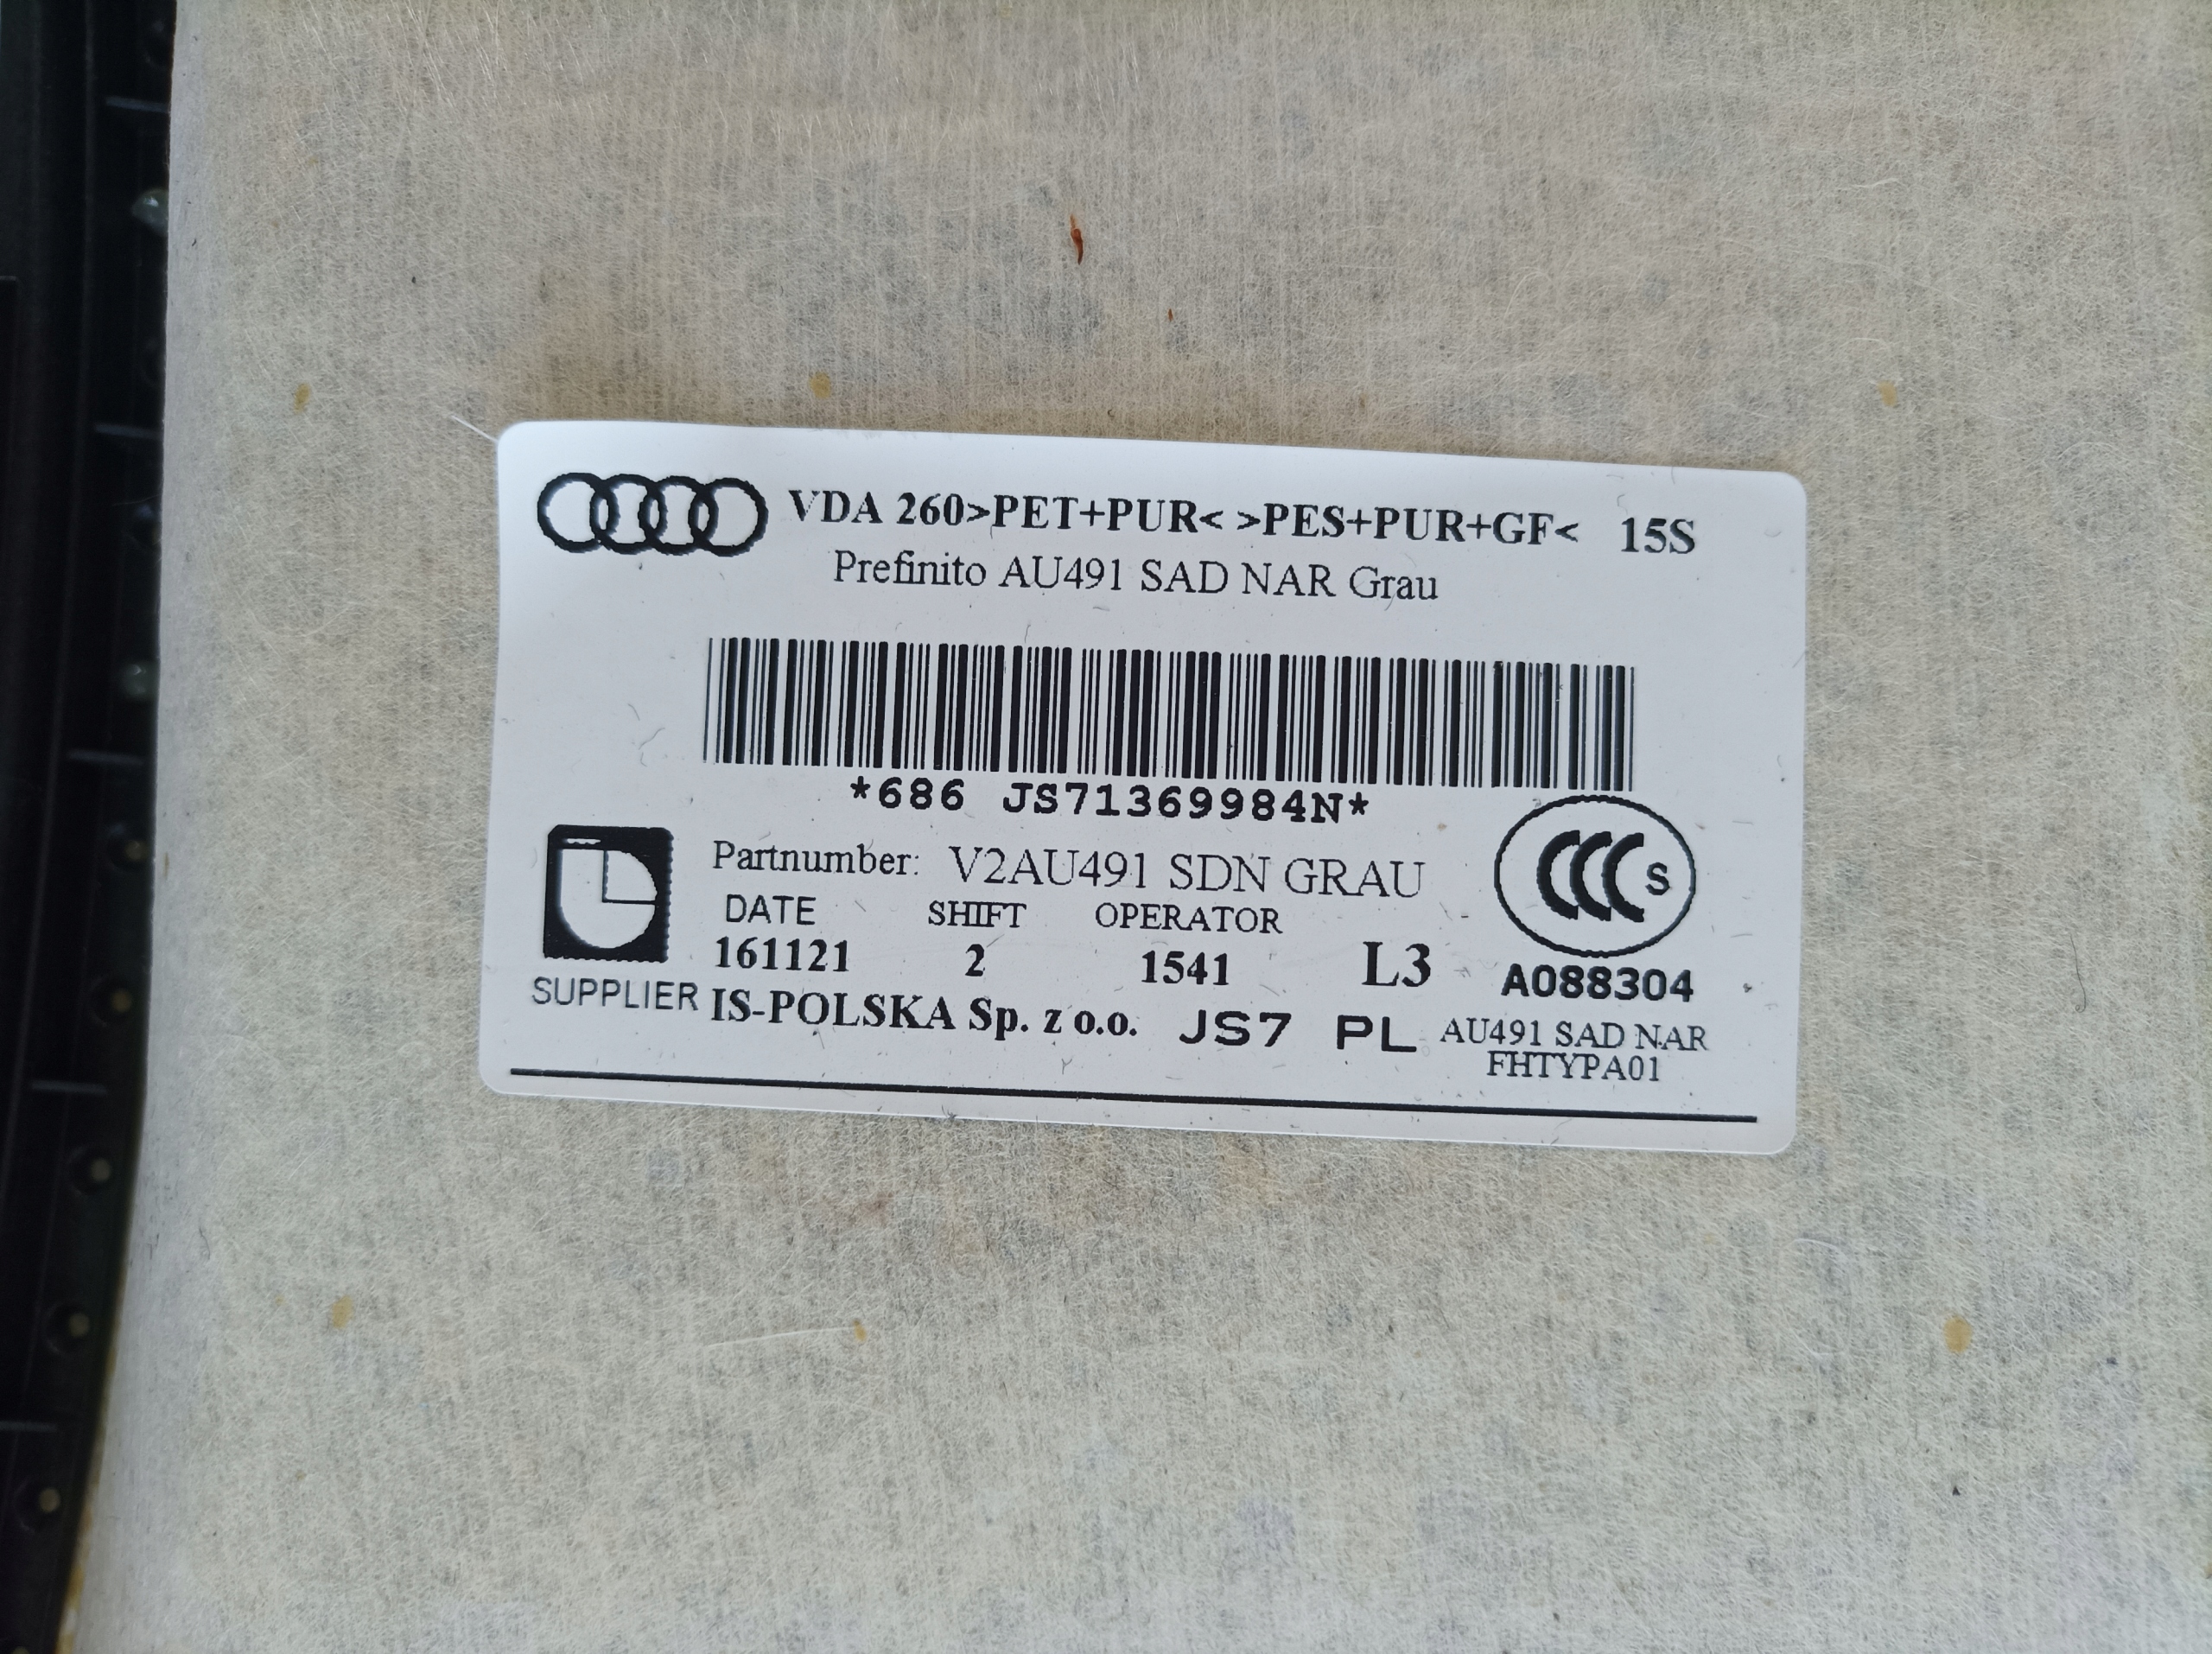 VDA 260>PET+PUR< >PES+PUR+GF< 15S
Prefinito AU491 SAD NAR Grau
*686 JS71369984N*
Partnumber: V2AU491 SDN GRAU
CCC S
DATE SHIFT OPERATOR
161121 2 1541 L3
A088304
SUPPLIER IS-POLSKA Sp. z o.o. JS7 PL
AU491 SAD NAR
FHTYPA01